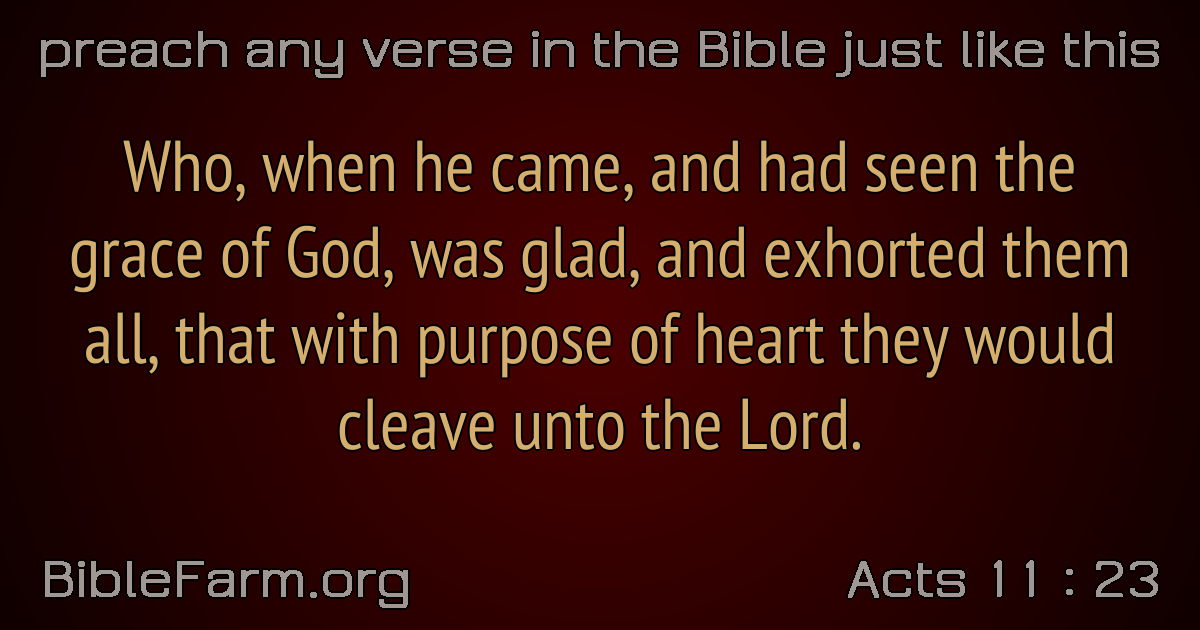 preach any verse in the Bible just like this
Who, when he came, and had seen the
grace of God, was glad, and exhorted them
all, that with purpose of heart they would
cleave unto the Lord.
BibleFarm.org
Acts 11 : 23